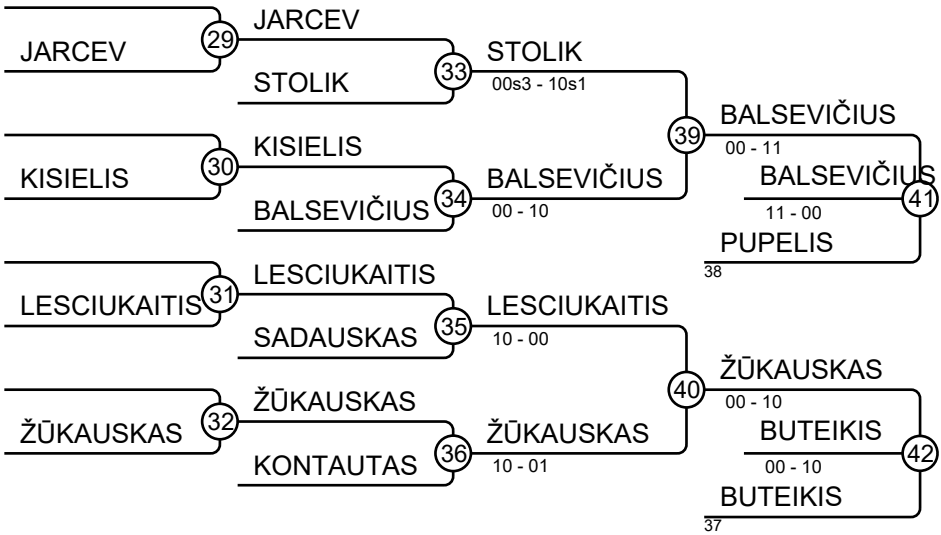 JARCEV
29
JARCEV
STOLIK
33
STOLIK
00s3 - 10s1
KISIELIS
30
KISIELIS
BALSEVIČIUS
34
BALSEVIČIUS
00 - 10
39
BALSEVIČIUS
00 - 11
BALSEVIČIUS
11 - 00
41
PUPELIS
38
LESCIUKAITIS
31
LESCIUKAITIS
SADAUSKAS
35
LESCIUKAITIS
10 - 00
ŽŪKAUSKAS
32
ŽŪKAUSKAS
KONTAUTAS
36
ŽŪKAUSKAS
10 - 01
40
ŽŪKAUSKAS
00 - 10
BUTEIKIS
00 - 10
42
BUTEIKIS
37